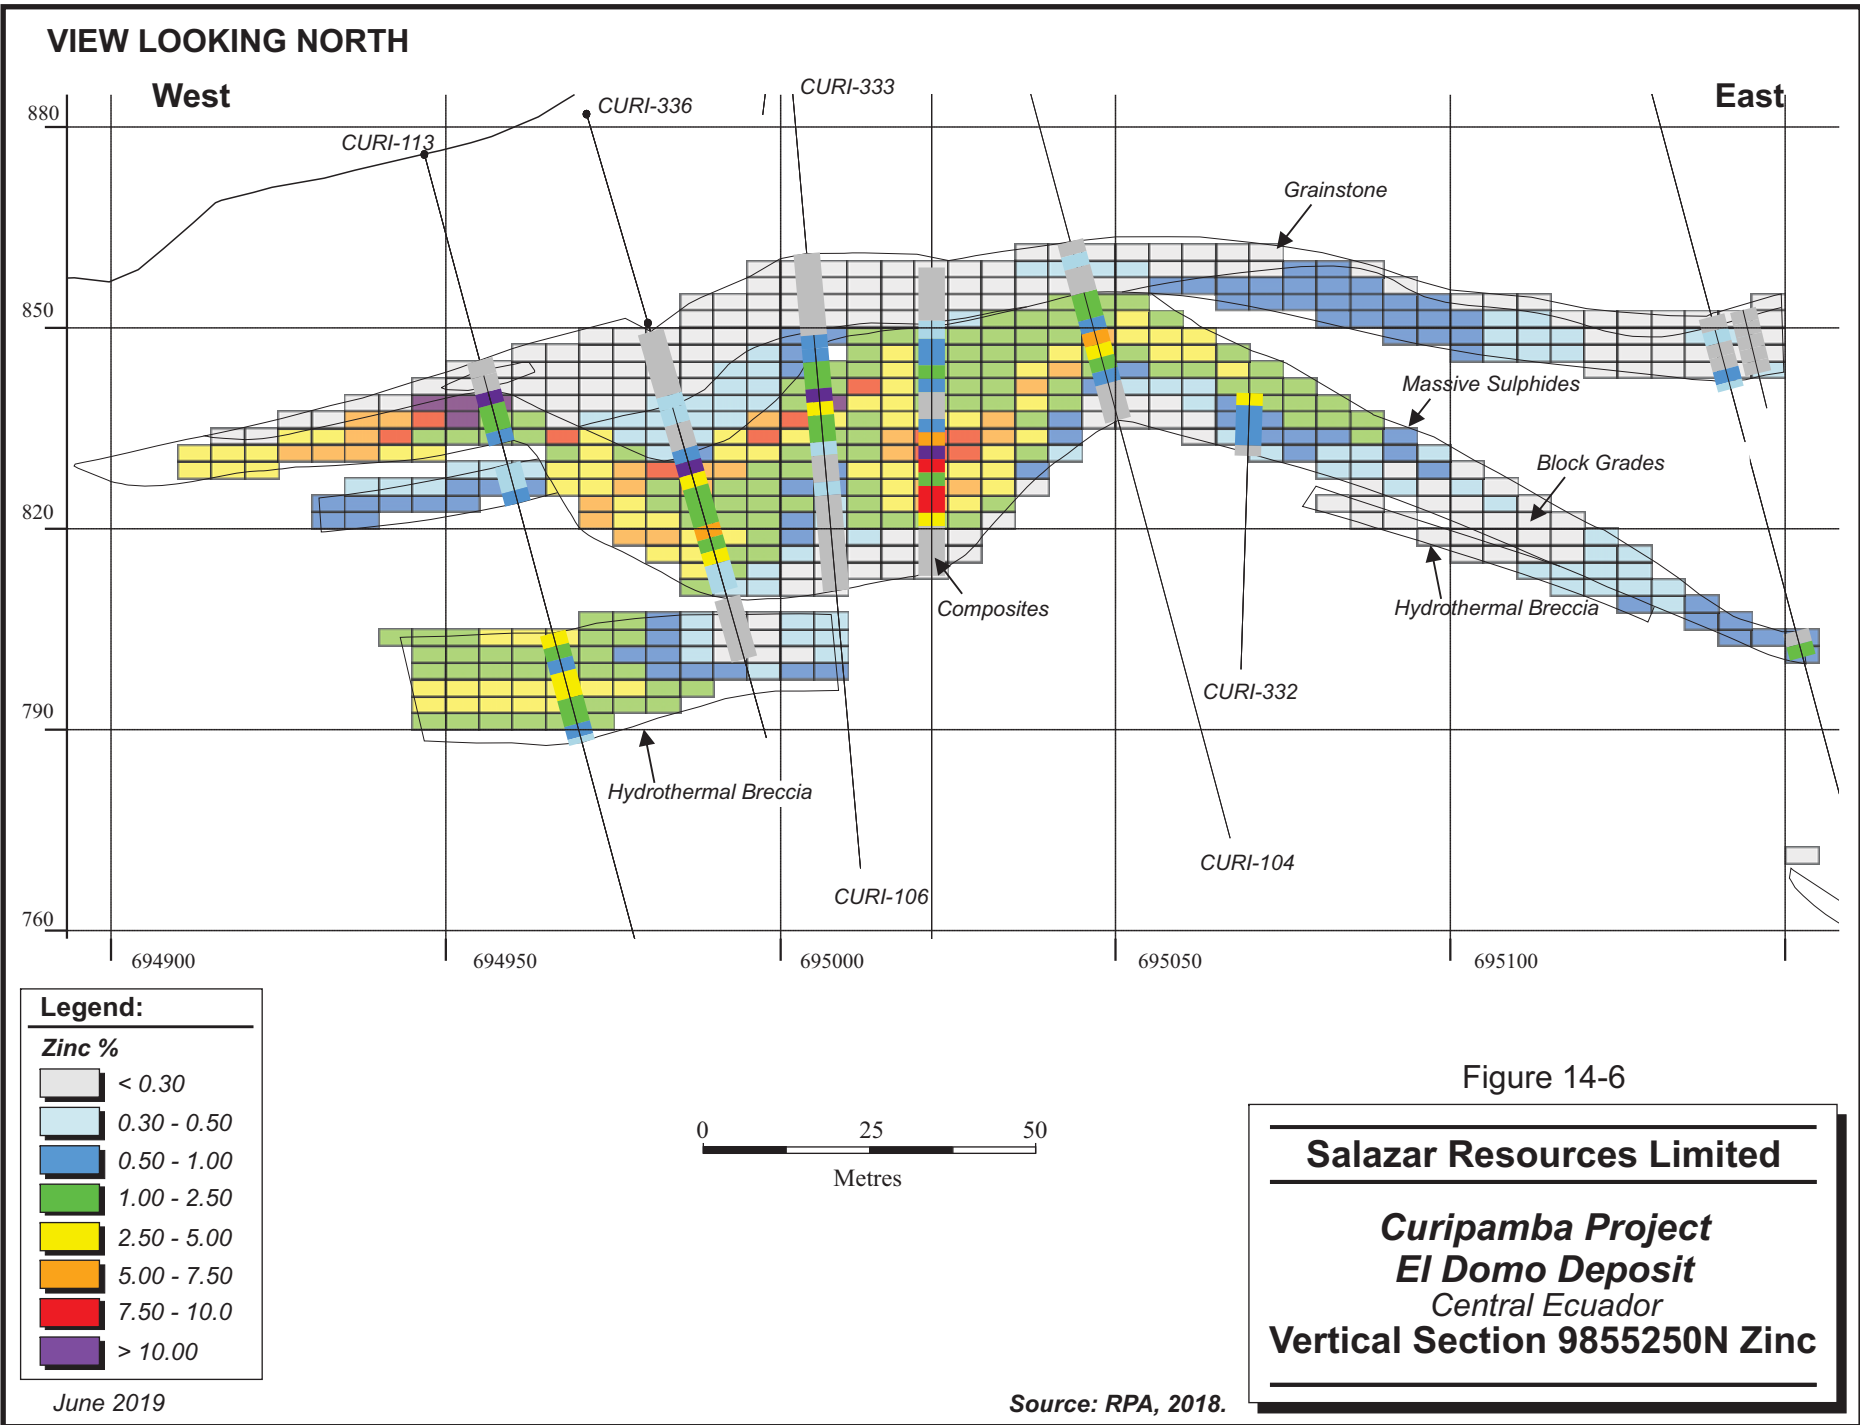 VIEW LOOKING NORTH
West
East
CURI-333
CURI-336
CURI-113
880
850
820
790
760
Grainstone
Massive Sulphides
Block Grades
Composites
Hydrothermal Breccia
CURI-332
Hydrothermal Breccia
CURI-104
CURI-106
694900
694950
695000
695050
695100
Legend:
Zinc %
< 0.30
0.30 - 0.50
0.50 - 1.00
1.00 - 2.50
2.50 - 5.00
5.00 - 7.50
7.50 - 10.0
> 10.00
June 2019
0 25 50
Metres
Source: RPA, 2018.
Figure 14-6
Salazar Resources Limited
Curipamba Project
El Domo Deposit
Central Ecuador
Vertical Section 9855250N Zinc